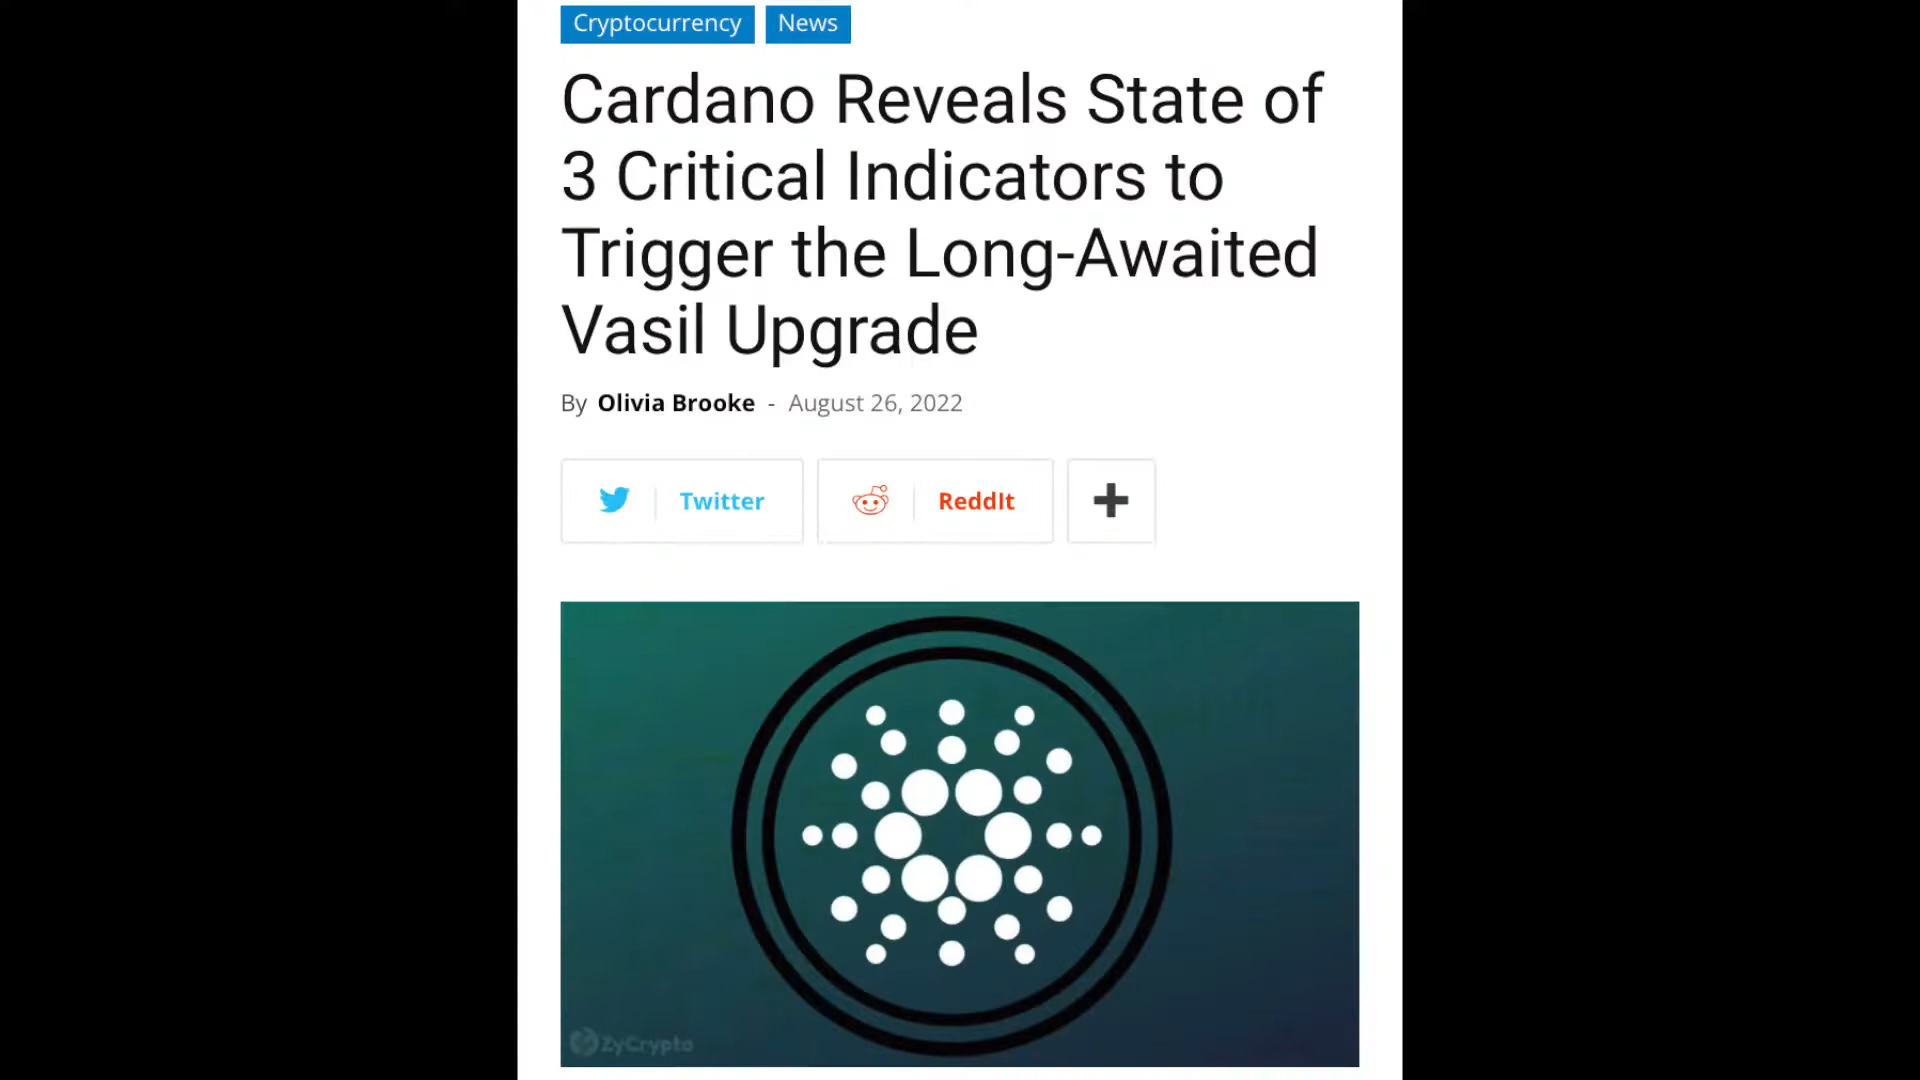 Cryptocurrency News
Cardano Reveals State of
3 Critical Indicators to
Trigger the Long-Awaited
Vasil Upgrade
By Olivia Brooke - August 26, 2022
Twitter ReddIt
ZyCrypto